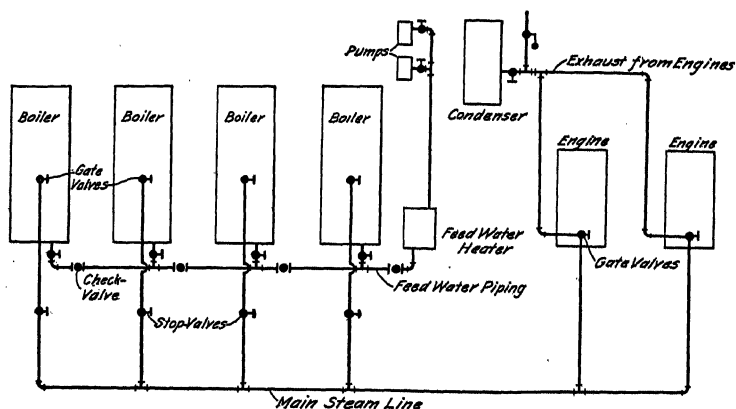 Pumps
Exhaust from Engines
Boiler
Boiler
Boiler
Boiler
Condenser
Engine
Engine
Gate
Valves
Feed Water
Heater
Gate Valves
Check-
Valve
Stop-Valves
Feed Water Piping
Main Steam Line